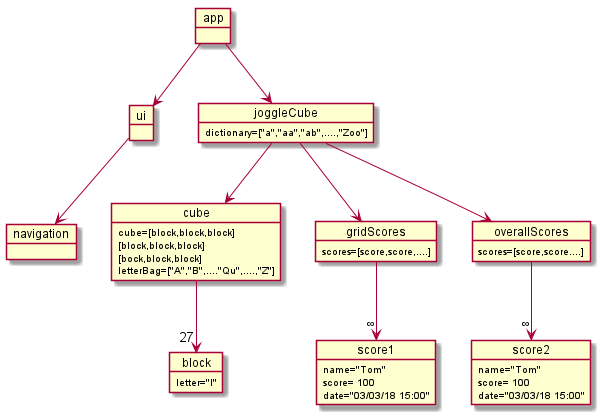 app
ui
joggleCube
dictionary=["a","aa","ab",....,"Zoo"]
navigation
cube
cube=[block,block,block]
[block,block,block]
[bock,block,block]
letterBag=["A","B",...."Qu",....,"Z"]
gridScores
scores=[score,score,....]
overallScores
scores=[score,score....]
27
∞
∞
block
letter="I"
score1
name="Tom"
score= 100
date="03/03/18 15:00"
score2
name="Tom"
score= 100
date="03/03/18 15:00"